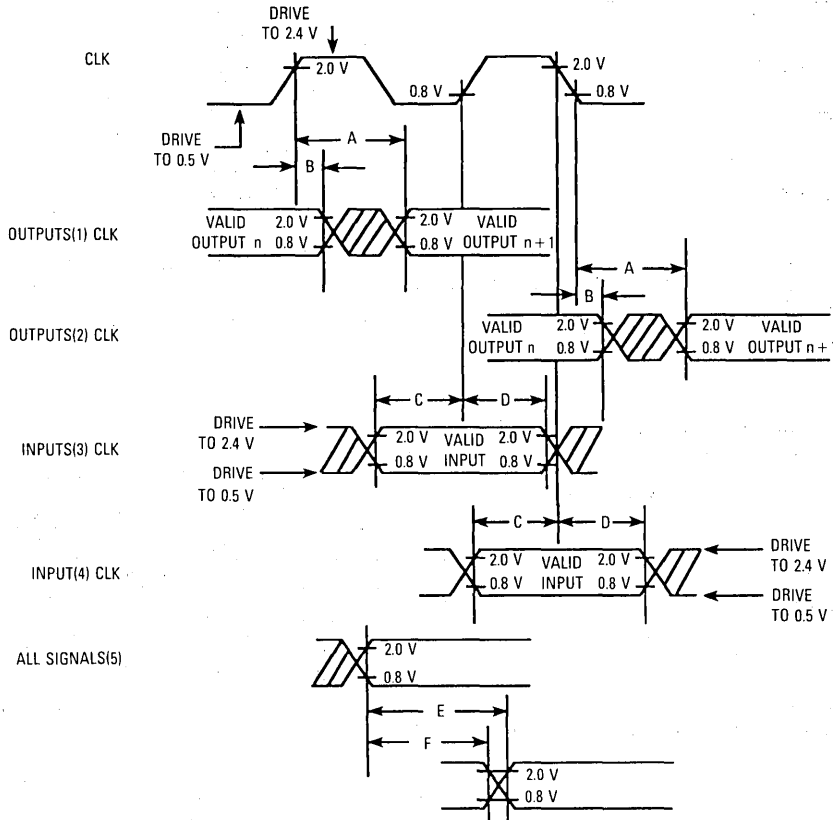 DRIVE
TO 2.4 V
CLK
2.0 V
2.0 V
0.8 V
0.8 V
DRIVE
TO 0.5 V
A
B
OUTPUTS(1) CLK
VALID
OUTPUT n
2.0 V
0.8 V
2.0 V
0.8 V
VALID
OUTPUT n + 1
A
B
OUTPUTS(2) CLK
VALID
OUTPUT n
2.0 V
0.8 V
2.0 V
0.8 V
VALID
OUTPUT n + 1
C
D
INPUTS(3) CLK
DRIVE
TO 2.4 V
DRIVE
TO 0.5 V
2.0 V
0.8 V
VALID
INPUT
2.0 V
0.8 V
C
D
INPUT(4) CLK
2.0 V
0.8 V
VALID
INPUT
2.0 V
0.8 V
DRIVE
TO 2.4 V
DRIVE
TO 0.5 V
ALL SIGNALS(5)
2.0 V
0.8 V
E
F
2.0 V
0.8 V